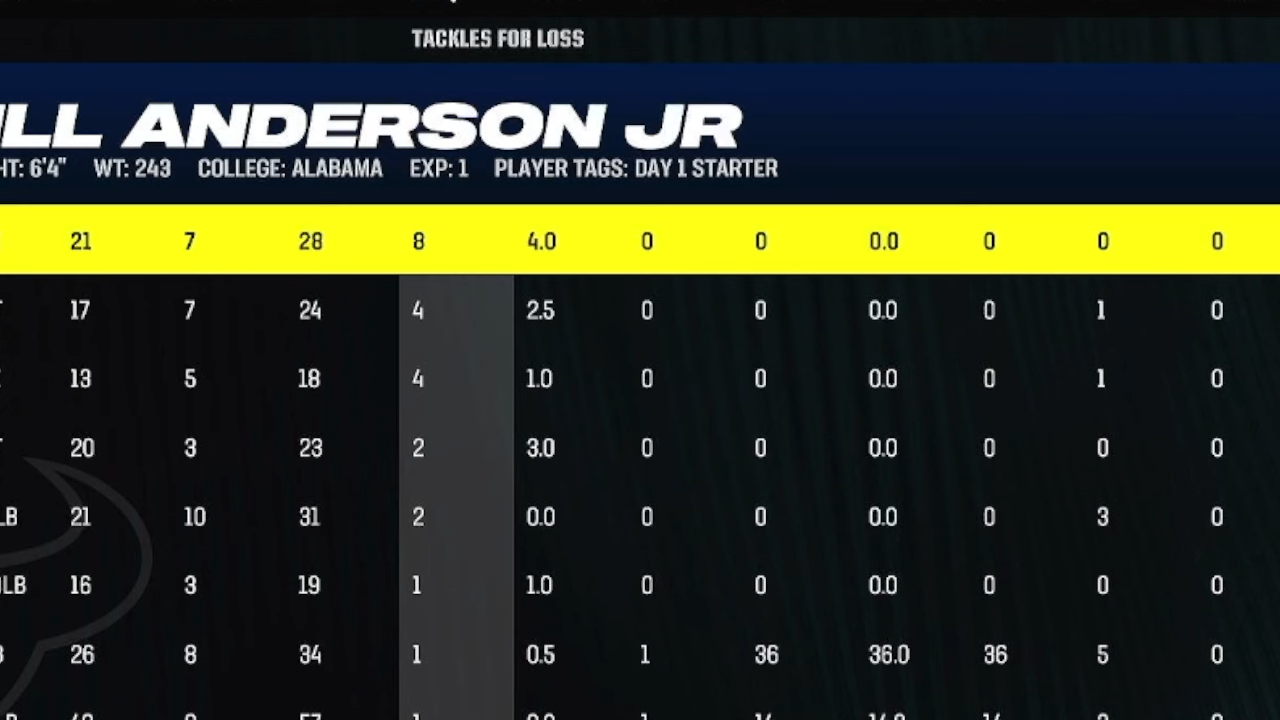 TACKLES FOR LOSS
ILL ANDERSON JR
HT: 6'4" WT: 243 COLLEGE: ALABAMA EXP: 1 PLAYER TAGS: DAY 1 STARTER
21 7 28 8 4.0 0 0 0.0 0 0 0
17 7 24 4 2.5 0 0 0.0 0 1 0
13 5 18 4 1.0 0 0 0.0 0 1 0
20 3 23 2 3.0 0 0 0.0 0 0 0
LB 21 10 31 2 0.0 0 0 0.0 0 3 0
LB 16 3 19 1 1.0 0 0 0.0 0 0 0
26 8 34 1 0.5 1 36 36.0 36 5 0